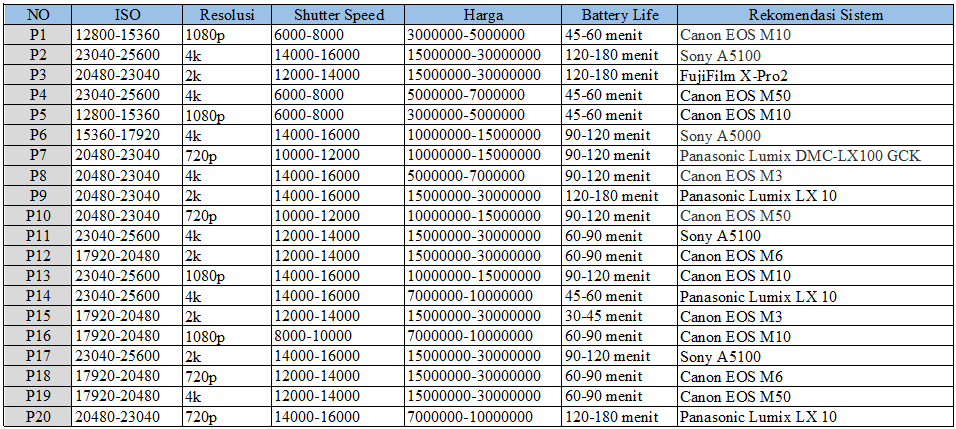 NO ISO Resolusi Shutter Speed Harga Battery Life Rekomendasi Sistem
P1 12800-15360 1080p 6000-8000 3000000-5000000 45-60 menit Canon EOS M10
P2 23040-25600 4k 14000-16000 15000000-30000000 120-180 menit Sony A5100
P3 20480-23040 2k 12000-14000 15000000-30000000 120-180 menit FujiFilm X-Pro2
P4 23040-25600 4k 6000-8000 5000000-7000000 45-60 menit Canon EOS M50
P5 12800-15360 1080p 6000-8000 3000000-5000000 45-60 menit Canon EOS M10
P6 15360-17920 4k 14000-16000 10000000-15000000 90-120 menit Sony A5000
P7 20480-23040 720p 10000-12000 10000000-15000000 90-120 menit Panasonic Lumix DMC-LX100 GCK
P8 20480-23040 4k 14000-16000 5000000-7000000 90-120 menit Canon EOS M3
P9 20480-23040 2k 14000-16000 15000000-30000000 120-180 menit Panasonic Lumix LX 10
P10 20480-23040 720p 10000-12000 10000000-15000000 90-120 menit Canon EOS M50
P11 23040-25600 4k 12000-14000 15000000-30000000 60-90 menit Sony A5100
P12 17920-20480 2k 12000-14000 15000000-30000000 60-90 menit Canon EOS M6
P13 23040-25600 1080p 14000-16000 10000000-15000000 90-120 menit Canon EOS M10
P14 23040-25600 4k 14000-16000 7000000-10000000 45-60 menit Panasonic Lumix LX 10
P15 17920-20480 2k 12000-14000 15000000-30000000 30-45 menit Canon EOS M3
P16 17920-20480 1080p 8000-10000 7000000-10000000 60-90 menit Canon EOS M10
P17 23040-25600 2k 14000-16000 15000000-30000000 90-120 menit Sony A5100
P18 17920-20480 720p 12000-14000 15000000-30000000 60-90 menit Canon EOS M6
P19 17920-20480 4k 12000-14000 15000000-30000000 60-90 menit Canon EOS M50
P20 20480-23040 720p 14000-16000 7000000-10000000 120-180 menit Panasonic Lumix LX 10